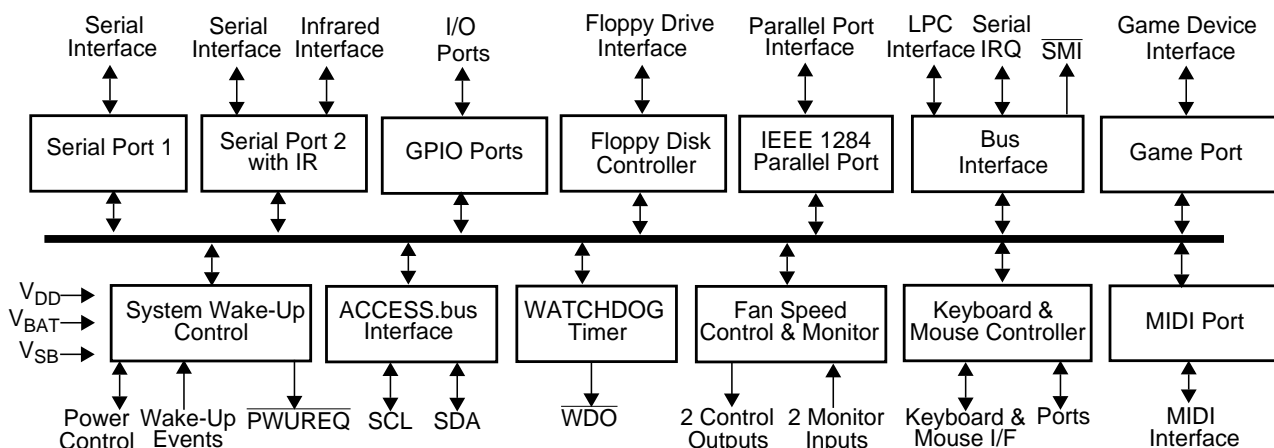 Serial
Interface
Serial
Interface
Infrared
Interface
I/O
Ports
Floppy Drive
Interface
Parallel Port
Interface
LPC
Interface
Serial
IRQ
SMI
Game Device
Interface
Serial Port 1
Serial Port 2
with IR
GPIO Ports
Floppy Disk
Controller
IEEE 1284
Parallel Port
Bus
Interface
Game Port
VDD
VBAT
VSB
System Wake-Up
Control
ACCESS.bus
Interface
WATCHDOG
Timer
Fan Speed
Control & Monitor
Keyboard &
Mouse Controller
MIDI Port
Power
Control
Wake-Up
Events
PWUREQ
SCL
SDA
WDO
2 Control
Outputs
2 Monitor
Inputs
Keyboard &
Mouse I/F
Ports
MIDI
Interface